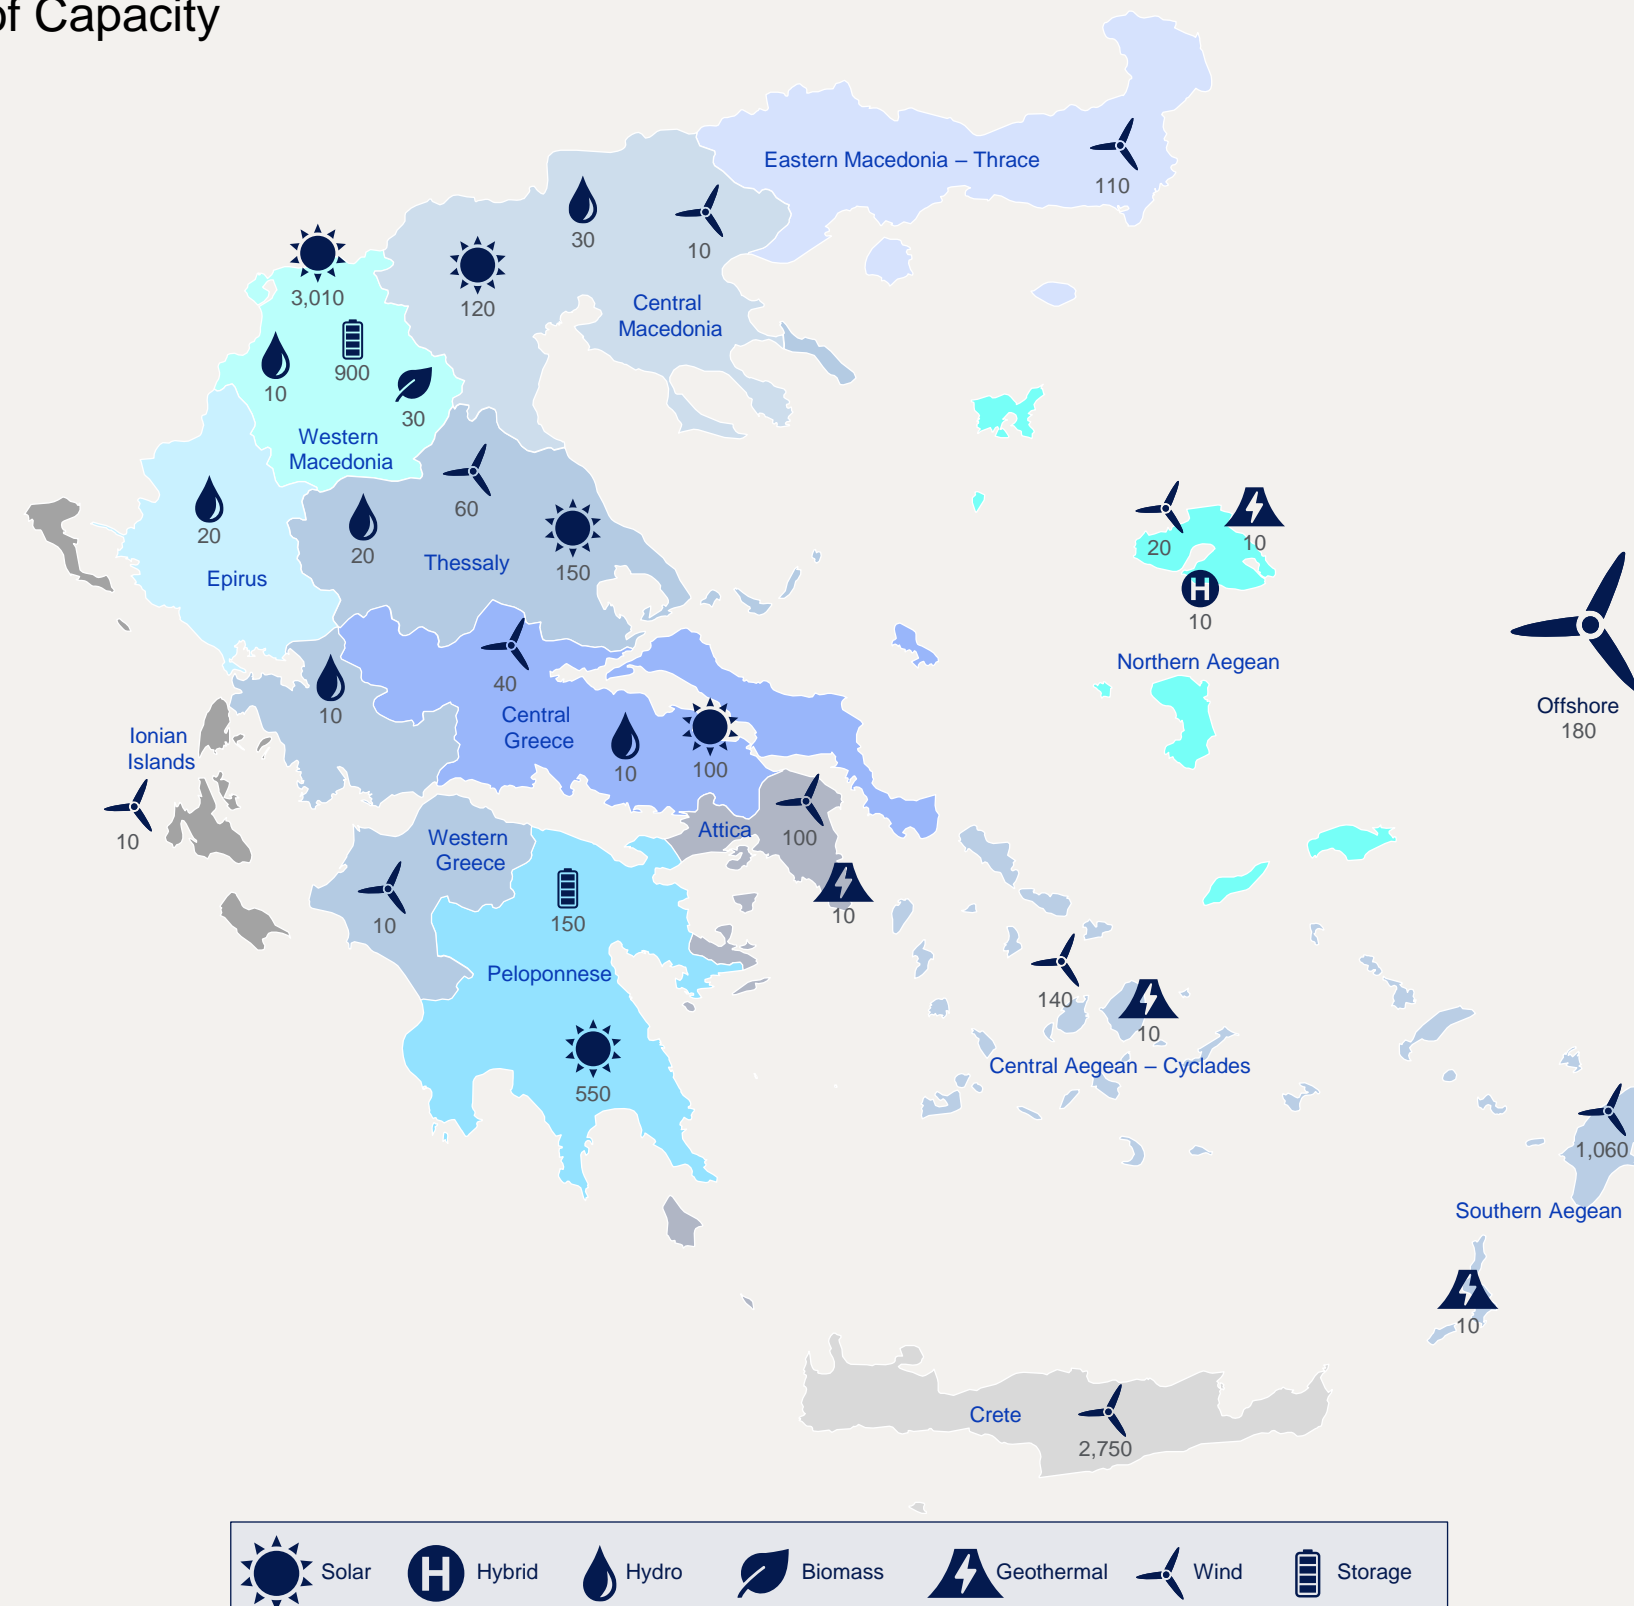 of Capacity
Eastern Macedonia – Thrace
110
30
10
3,010
120
Central
Macedonia
10
900
30
Western
Macedonia
60
20
20
150
Thessaly
Epirus
20
10
H
10
Northern Aegean
40
10
Central
Greece
10
100
Offshore
180
Ionian
Islands
10
Attica
100
10
Western
Greece
10
150
Peloponnese
550
140
10
Central Aegean – Cyclades
1,060
Southern Aegean
10
Crete
2,750
Solar
H
Hybrid
Hydro
Biomass
Geothermal
Wind
Storage